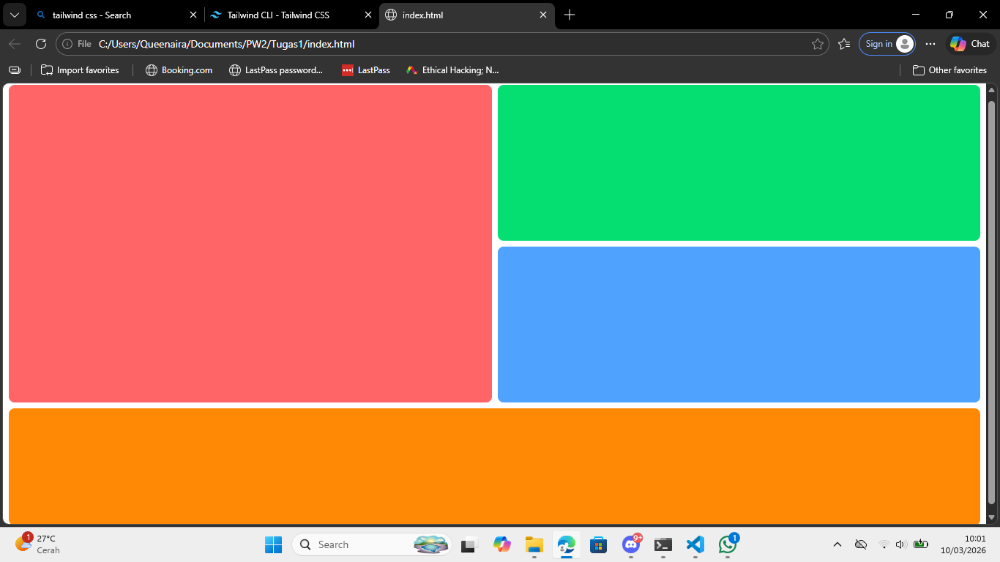 tailwind css - Search
Tailwind CLI - Tailwind CSS
index.html
File
C:/Users/Queenaira/Documents/PW2/Tugas1/index.html
Sign in
Chat
Import favorites
Booking.com
LastPass password...
LastPass
Ethical Hacking; N...
Other favorites
1
27°C
Cerah
Search
9+
1
10:01
10/03/2026